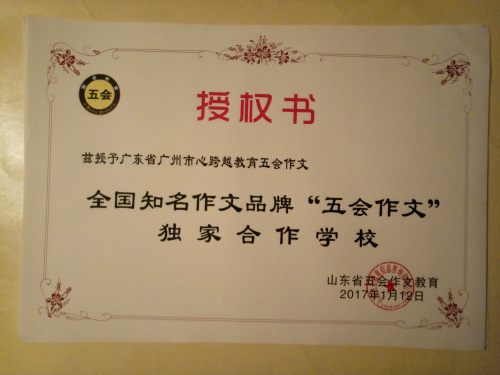 五会
授权书
兹授予广东省广州市心跨越教育五会作文
全国知名作文品牌“五会作文”
独家合作学校
山东省五会作文教育
2017年1月12日